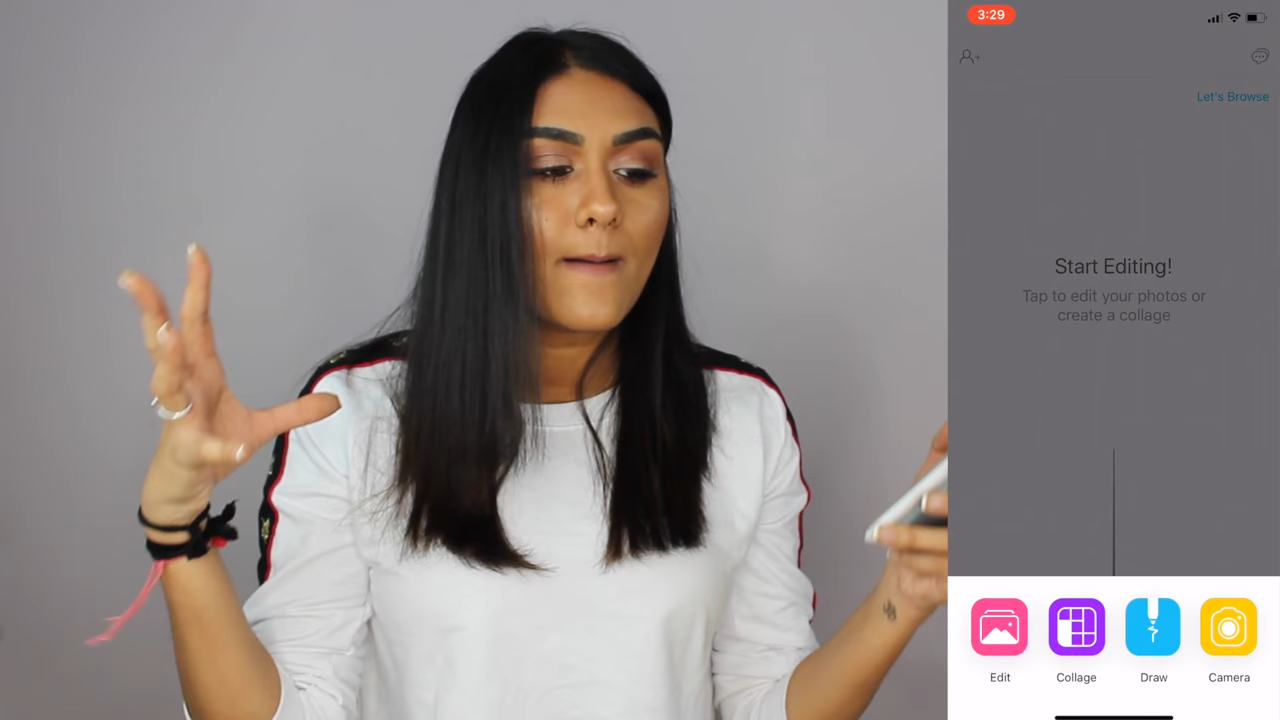 3:29
Let's Browse
Start Editing!
Tap to edit your photos or
create a collage
Edit
Collage
Draw
Camera